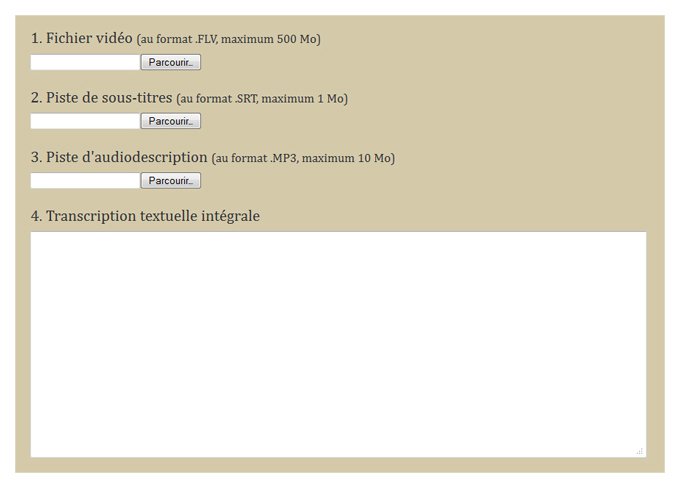 1. Fichier vidéo (au format .FLV, maximum 500 Mo)
Parcourir..
2. Piste de sous-titres (au format .SRT, maximum 1 Mo)
Parcourir..
3. Piste d'audiodescription (au format .MP3, maximum 10 Mo)
Parcourir..
4. Transcription textuelle intégrale